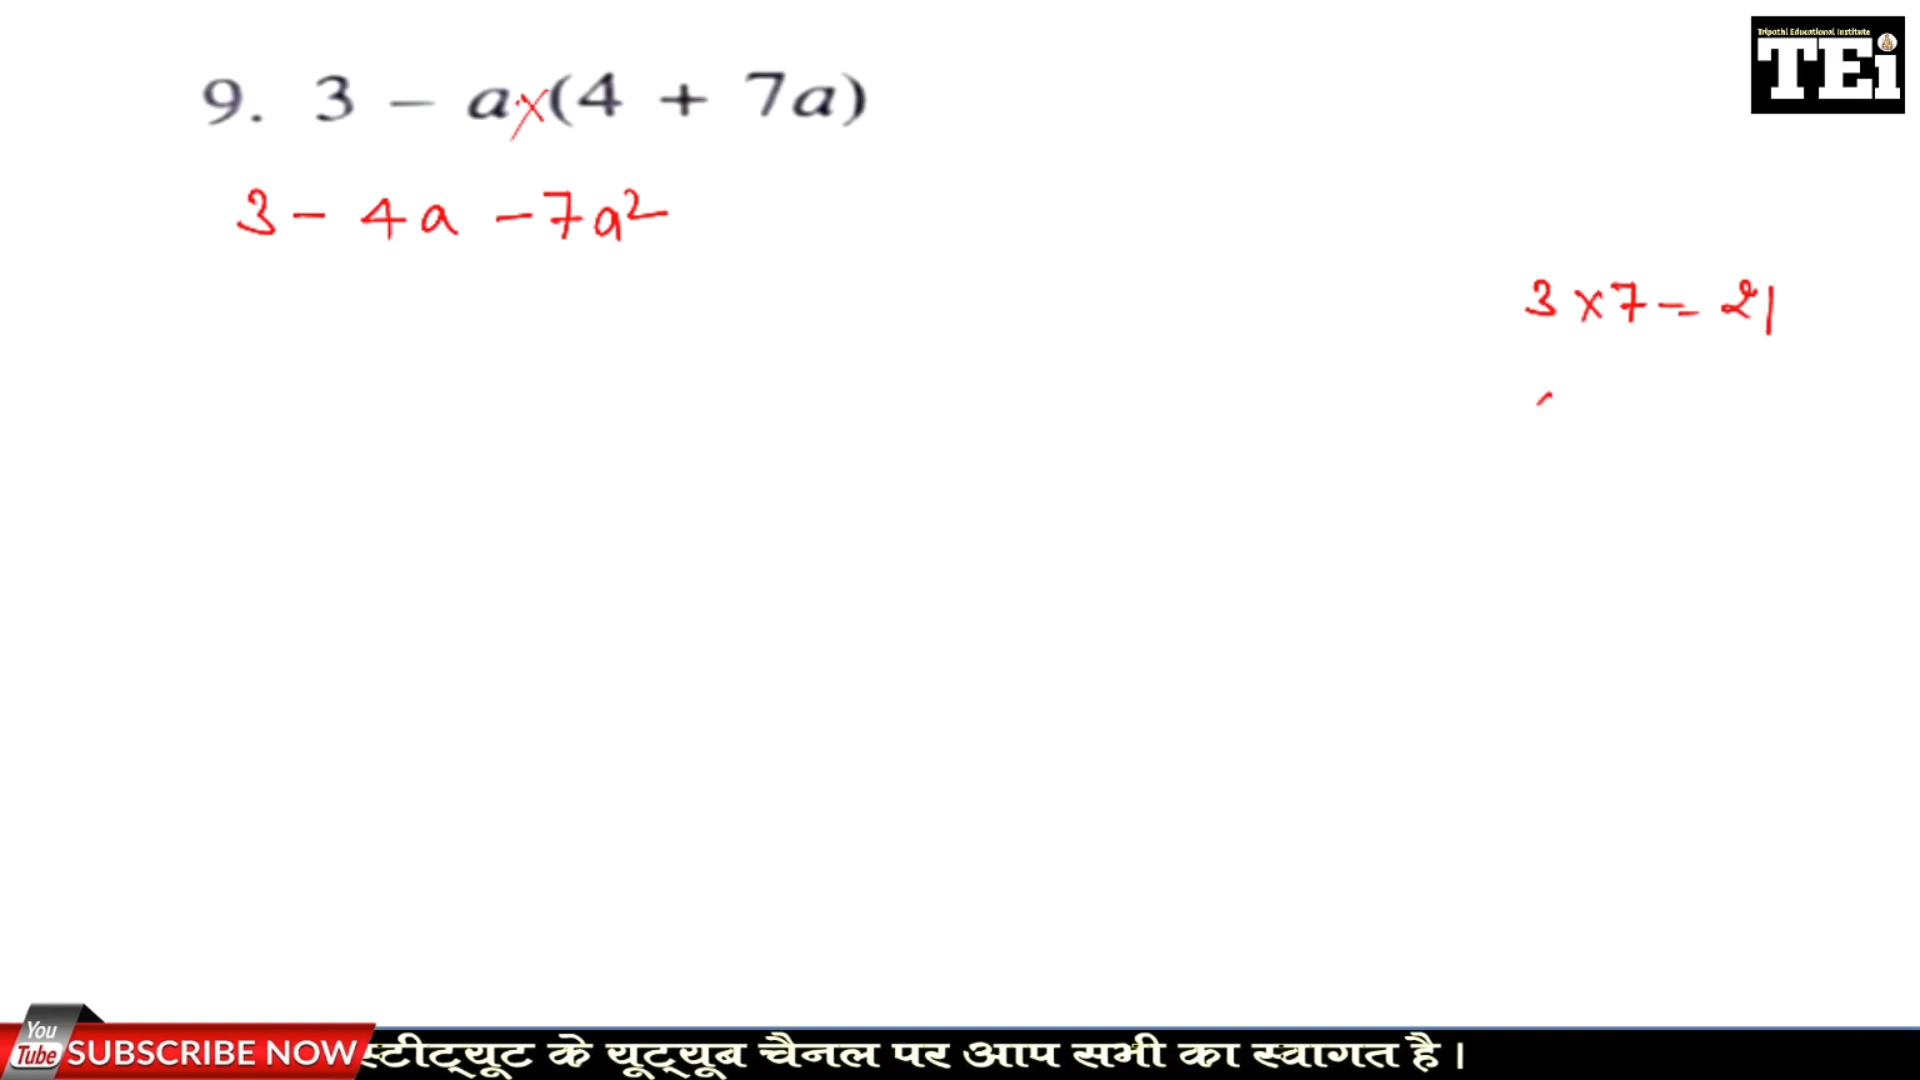 Tripathi Educational Institute
TEi
9. 3 – a×(4 + 7a)
3 - 4a - 7a²
3 × 7 = 21
You
Tube SUBSCRIBE NOW
स्टीट्यूट के यूट्यूब चैनल पर आप सभी का स्वागत है।